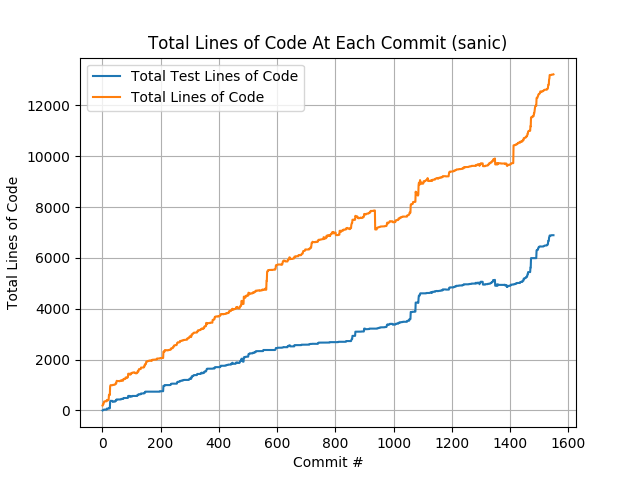 Total Lines of Code At Each Commit (sanic)
Total Test Lines of Code
Total Lines of Code
Total Lines of Code
12000
10000
8000
6000
4000
2000
0
0 200 400 600 800 1000 1200 1400 1600
Commit #